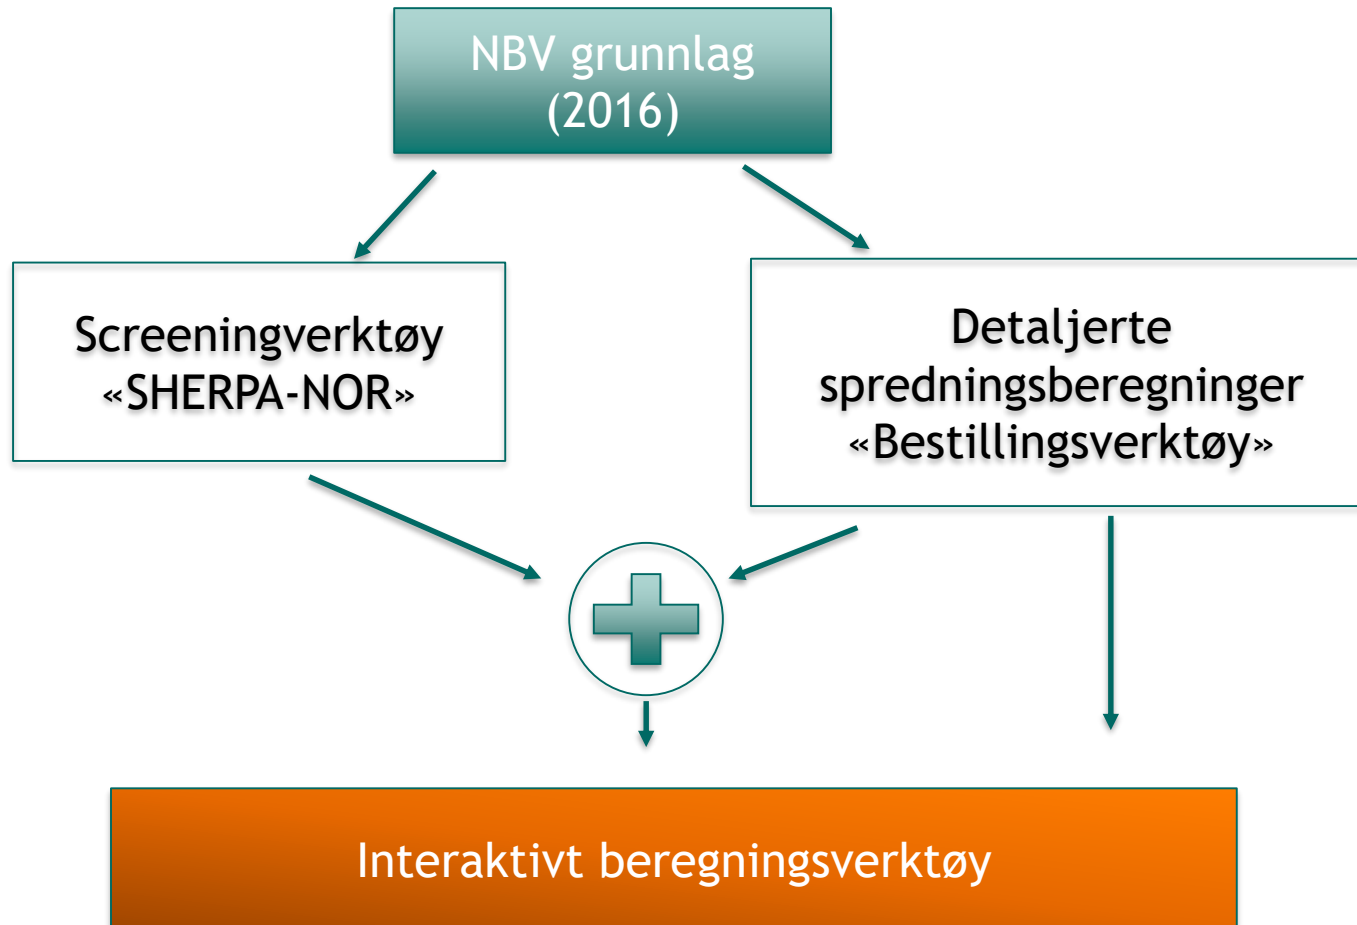 NBV grunnlag
(2016)
Screeningverktøy
«SHERPA-NOR»
Detaljerte
spredningsberegninger
«Bestillingsverktøy»
Interaktivt beregningsverktøy